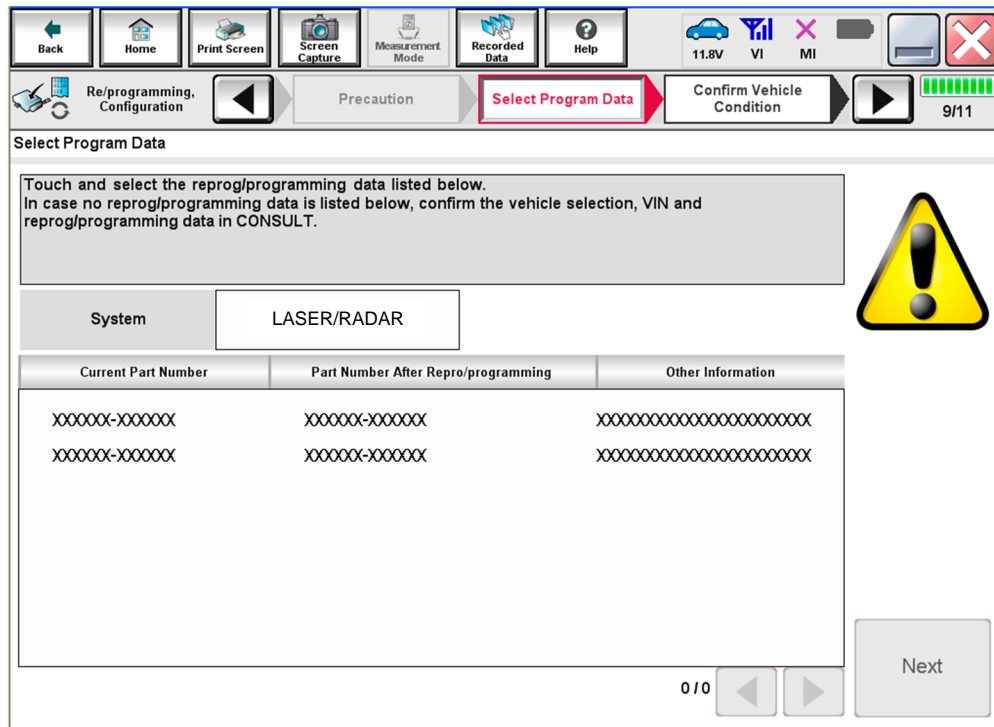 Back
Home
Print Screen
Screen
Capture
Measurement
Mode
Recorded
Data
Help
11.8V
VI
MI
Re/programming,
Configuration
Precaution
Select Program Data
Confirm Vehicle
Condition
9/11
Select Program Data
Touch and select the reprog/programming data listed below.
In case no reprog/programming data is listed below, confirm the vehicle selection, VIN and
reprog/programming data in CONSULT.
System
LASER/RADAR
Current Part Number
Part Number After Repro/programming
Other Information
XXXXXX-XXXXXX XXXXXX-XXXXXX XXXXXXXXXXXXXXXXXXXXXX
XXXXXX-XXXXXX XXXXXX-XXXXXX XXXXXXXXXXXXXXXXXXXXXX
Next
0/0